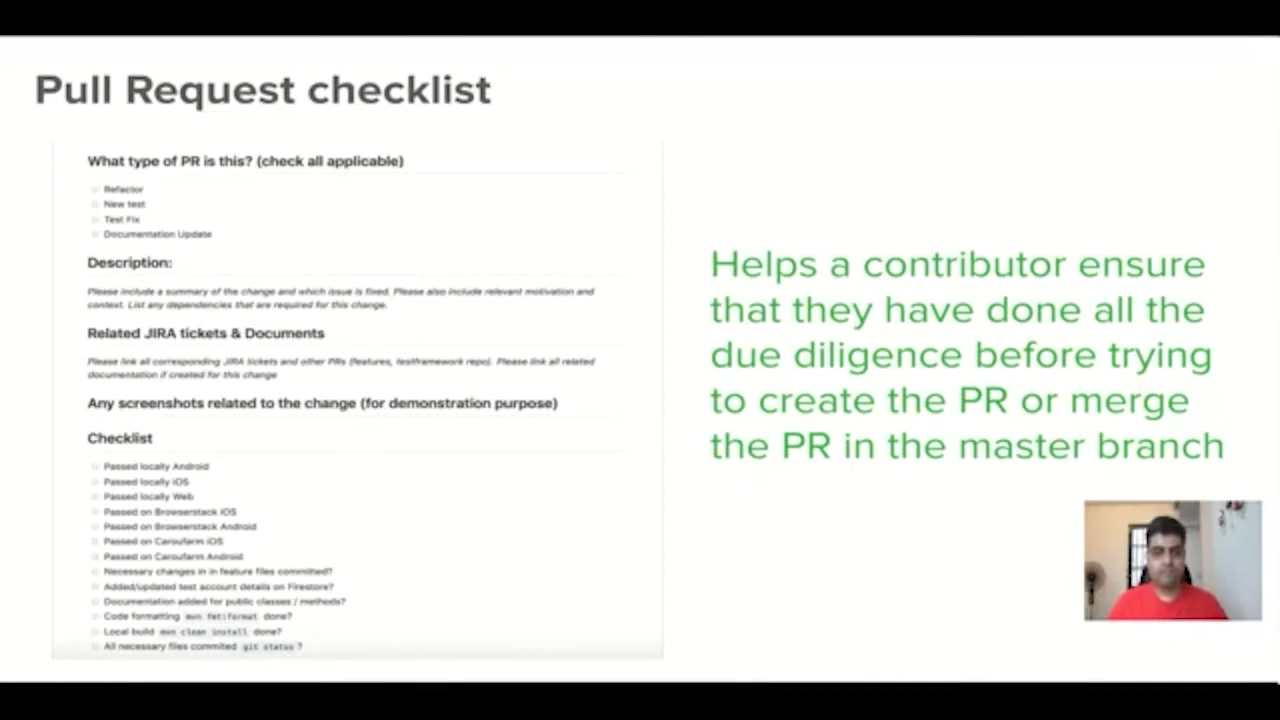 Pull Request checklist
What type of PR is this? (check all applicable)
Refactor
New test
Test Fix
Documentation Update
Description:
Please include a summary of the change and which issue is fixed. Please also include relevant motivation and
context. List any dependencies that are required for this change.
Related JIRA tickets & Documents
Please link all corresponding JIRA tickets and other PRs (features, testframework repo). Please link all related
documentation if created for this change
Any screenshots related to the change (for demonstration purpose)
Checklist
Passed locally Android
Passed locally iOS
Passed locally Web
Passed on Browserstack iOS
Passed on Browserstack Android
Passed on Caroufarm iOS
Passed on Caroufarm Android
Necessary changes in in feature files committed?
Added/updated test account details on Firestore?
Documentation added for public classes / methods?
Code formatting mvn fmt:format done?
Local build mvn clean install done?
All necessary files commited git status ?
Helps a contributor ensure
that they have done all the
due diligence before trying
to create the PR or merge
the PR in the master branch